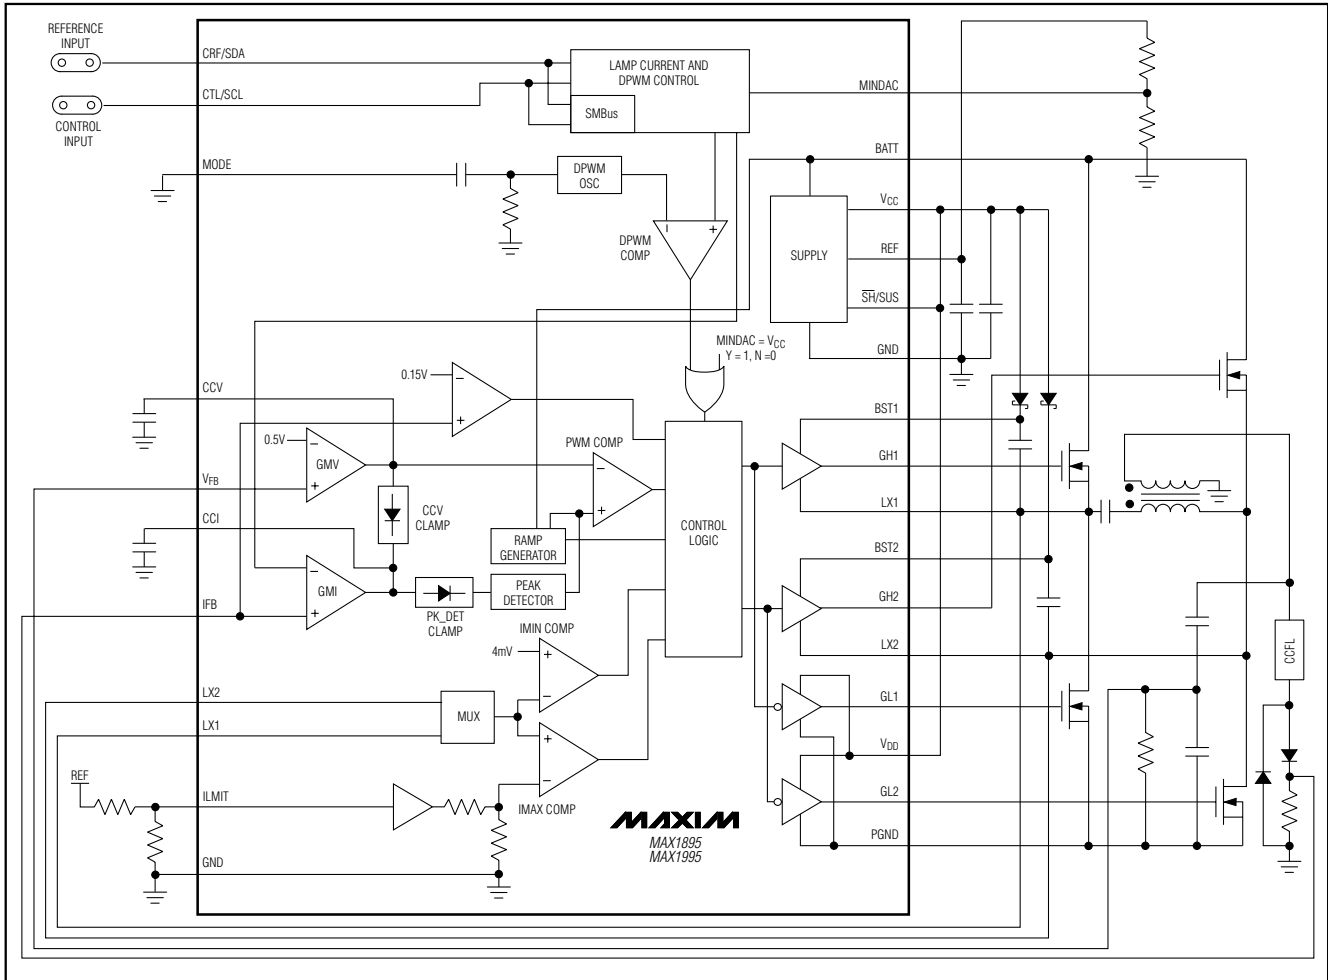 REFERENCE
INPUT
CRF/SDA
CTL/SCL
CONTROL
INPUT
LAMP CURRENT AND
DPWM CONTROL
SMBus
MINDAC
MODE
DPWM
OSC
BATT
VCC
DPWM
COMP
−
+
SUPPLY
REF
SH/SUS
GND
MINDAC = VCC
Y = 1, N =0
0.15V
−
+
CCV
BST1
0.5V
−
GMV
+
PWM COMP
−
+
GH1
VFB
CCV
CLAMP
LX1
CCI
RAMP
GENERATOR
CONTROL
LOGIC
BST2
−
GMI
+
PK_DET
CLAMP
PEAK
DETECTOR
GH2
IFB
IMIN COMP
4mV
+
−
LX2
CCFL
LX2
LX1
MUX
GL1
+
−
VDD
REF
ILMIT
IMAX COMP
GL2
MAXIM
MAX1895
MAX1995
PGND
GND